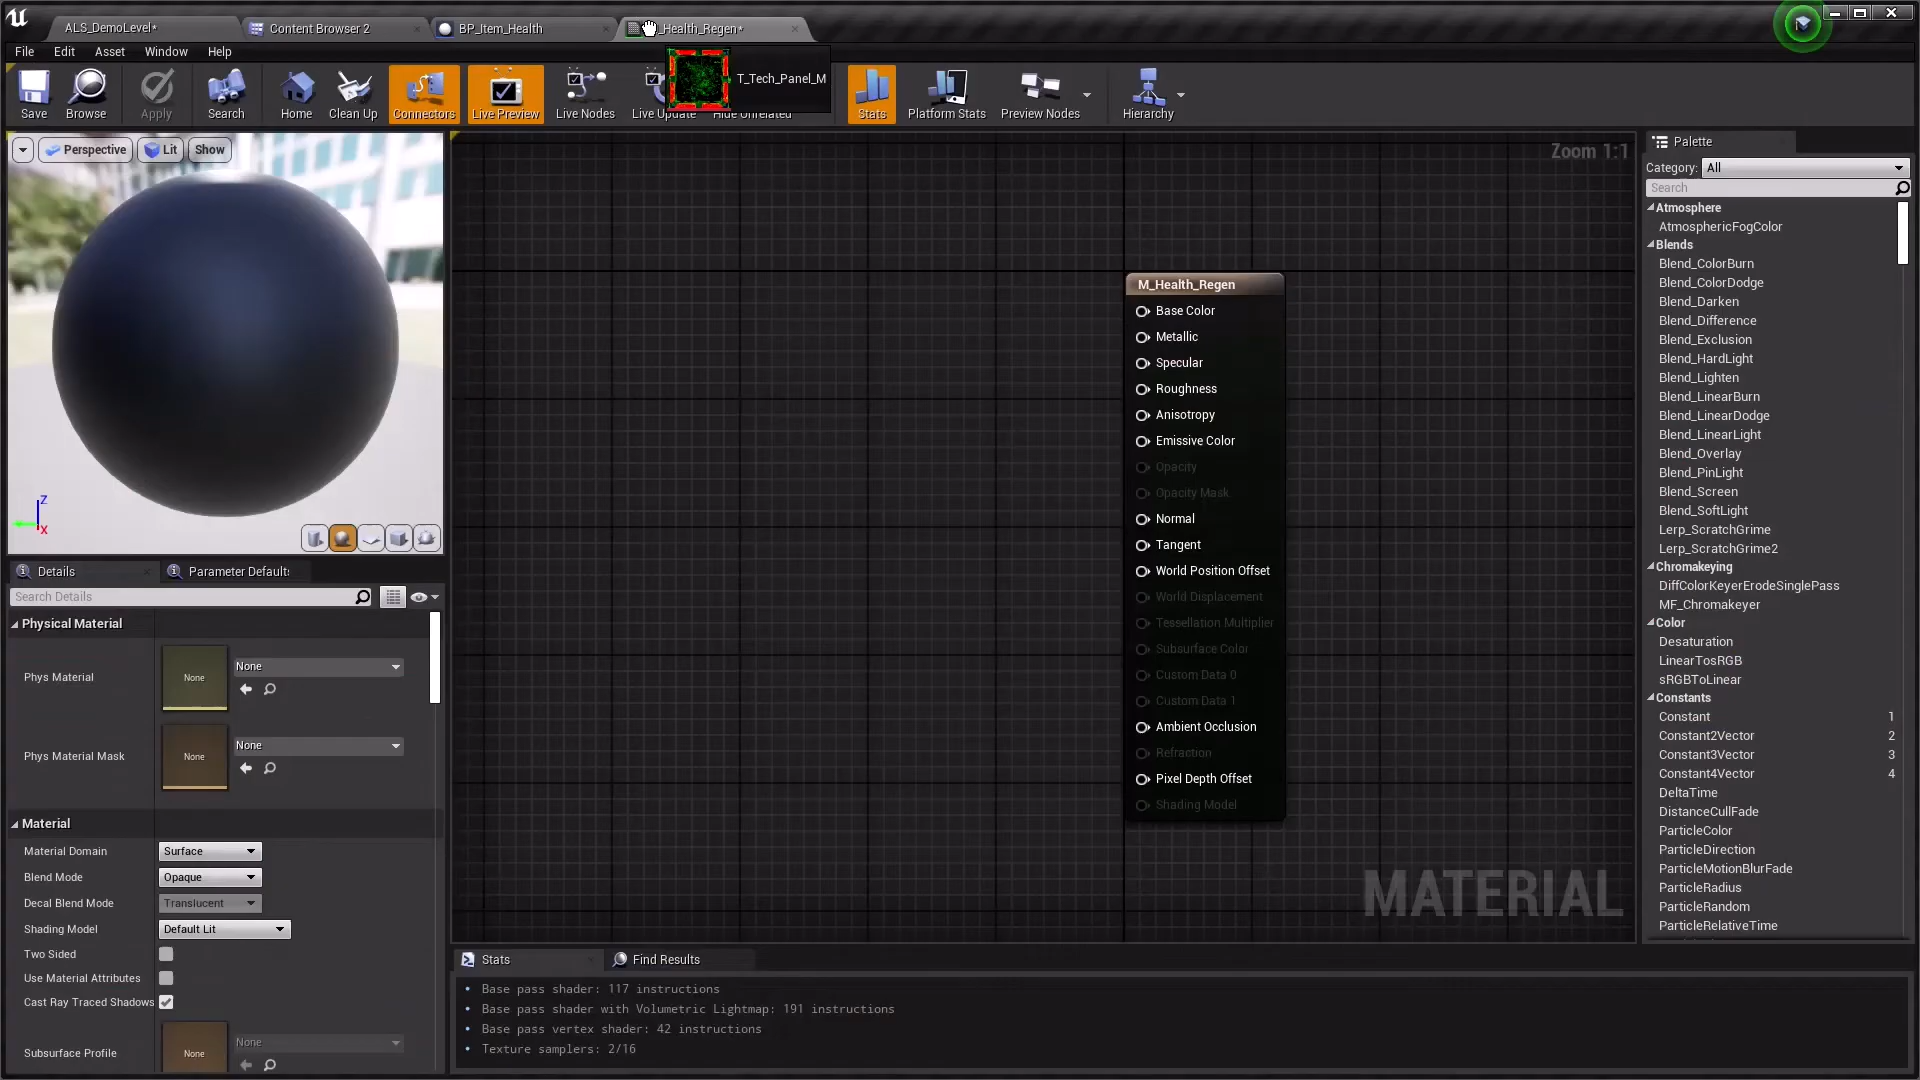 ALS_DemoLevel*
Content Browser 2
BP_Item_Health
_Health_Regen*
File Edit Asset Window Help
T_Tech_Panel_M
Save
Browse
Apply
Search
Home
Clean Up
Connectors
Live Preview
Live Nodes
Live Update
Hide Unrelated
Stats
Platform Stats
Preview Nodes
Hierarchy
Perspective
Lit
Show
Z
X
Zoom 1:1
M_Health_Regen
Base Color
Metallic
Specular
Roughness
Anisotropy
Emissive Color
Opacity
Opacity Mask
Normal
Tangent
World Position Offset
World Displacement
Tessellation Multiplier
Subsurface Color
Custom Data 0
Custom Data 1
Ambient Occlusion
Refraction
Pixel Depth Offset
Shading Model
MATERIAL
Palette
Category: All
Search
Atmosphere
AtmosphericFogColor
Blends
Blend_ColorBurn
Blend_ColorDodge
Blend_Darken
Blend_Difference
Blend_Exclusion
Blend_HardLight
Blend_Lighten
Blend_LinearBurn
Blend_LinearDodge
Blend_LinearLight
Blend_Overlay
Blend_PinLight
Blend_Screen
Blend_SoftLight
Lerp_ScratchGrime
Lerp_ScratchGrime2
Chromakeying
DiffColorKeyerErodeSinglePass
MF_Chromakeyer
Color
Desaturation
LinearTosRGB
sRGBToLinear
Constants
Constant 1
Constant2Vector 2
Constant3Vector 3
Constant4Vector 4
DeltaTime
DistanceCullFade
ParticleColor
ParticleDirection
ParticleMotionBlurFade
ParticleRadius
ParticleRandom
ParticleRelativeTime
Details
Parameter Defaults
Search Details
Physical Material
Phys Material
None
None
Phys Material Mask
None
None
Material
Material Domain Surface
Blend Mode Opaque
Decal Blend Mode Translucent
Shading Model Default Lit
Two Sided
Use Material Attributes
Cast Ray Traced Shadows
Subsurface Profile
None
None
Stats
Find Results
• Base pass shader: 117 instructions
• Base pass shader with Volumetric Lightmap: 191 instructions
• Base pass vertex shader: 42 instructions
• Texture samplers: 2/16